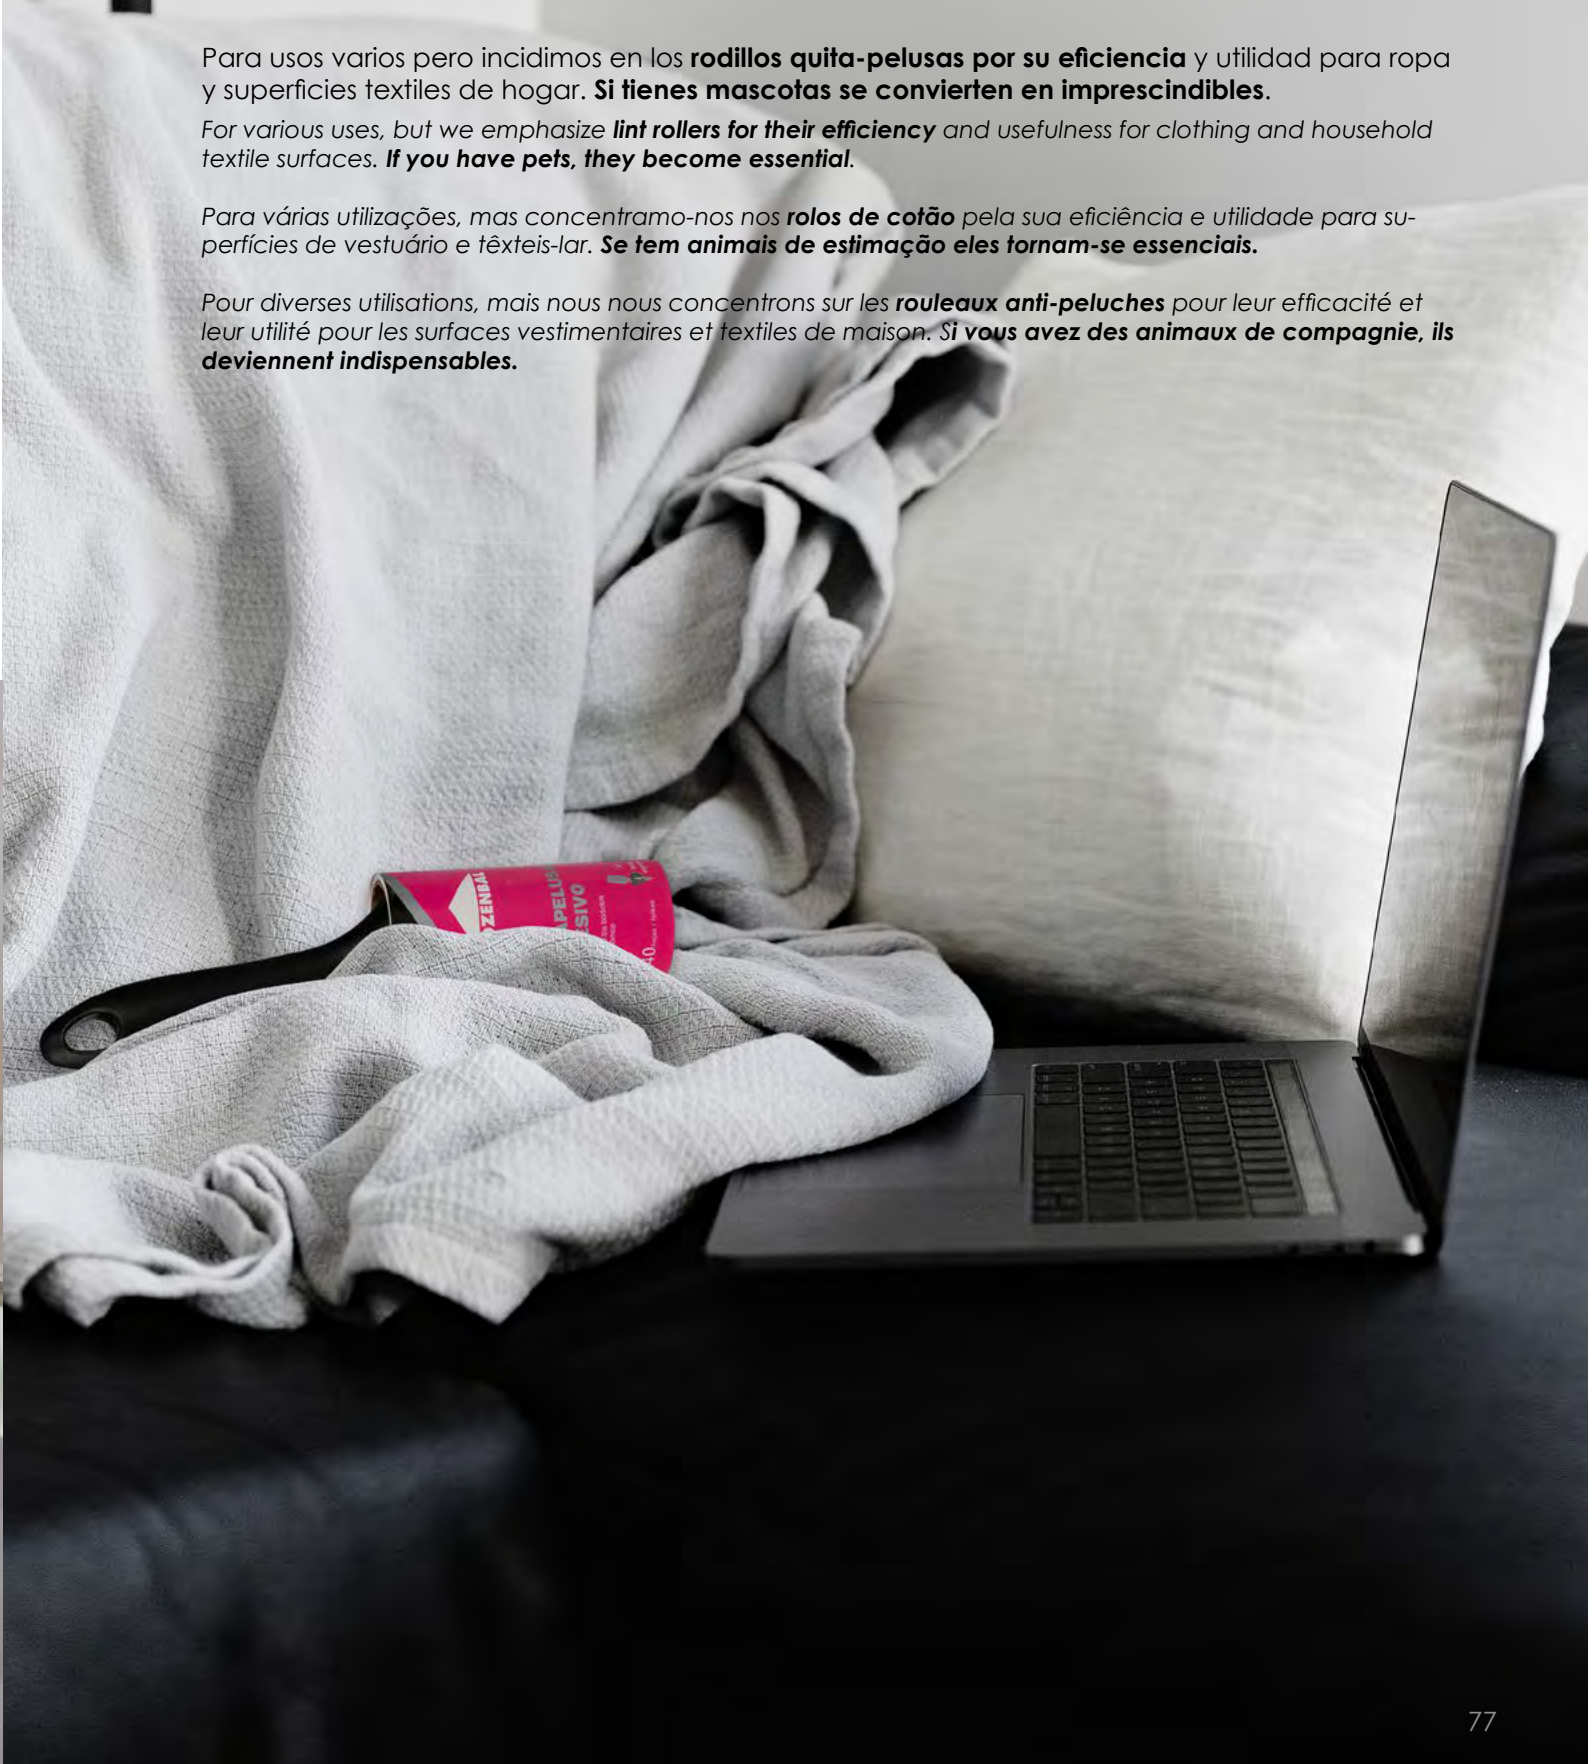 Para usos varios pero incidimos en los rodillos quita-pelusas por su eficiencia y utilidad para ropa
y superficies textiles de hogar. Si tienes mascotas se convierten en imprescindibles.
For various uses, but we emphasize lint rollers for their efficiency and usefulness for clothing and household
textile surfaces. If you have pets, they become essential.
Para várias utilizações, mas concentramo-nos nos rolos de cotão pela sua eficiência e utilidade para su-
perfícies de vestuário e têxteis-lar. Se tem animais de estimação eles tornam-se essenciais.
Pour diverses utilisations, mais nous nous concentrons sur les rouleaux anti-peluches pour leur efficacité et
leur utilité pour les surfaces vestimentaires et textiles de maison. Si vous avez des animaux de compagnie, ils
deviennent indispensables.
ZENBAL
APELUS
SIVO
40
77